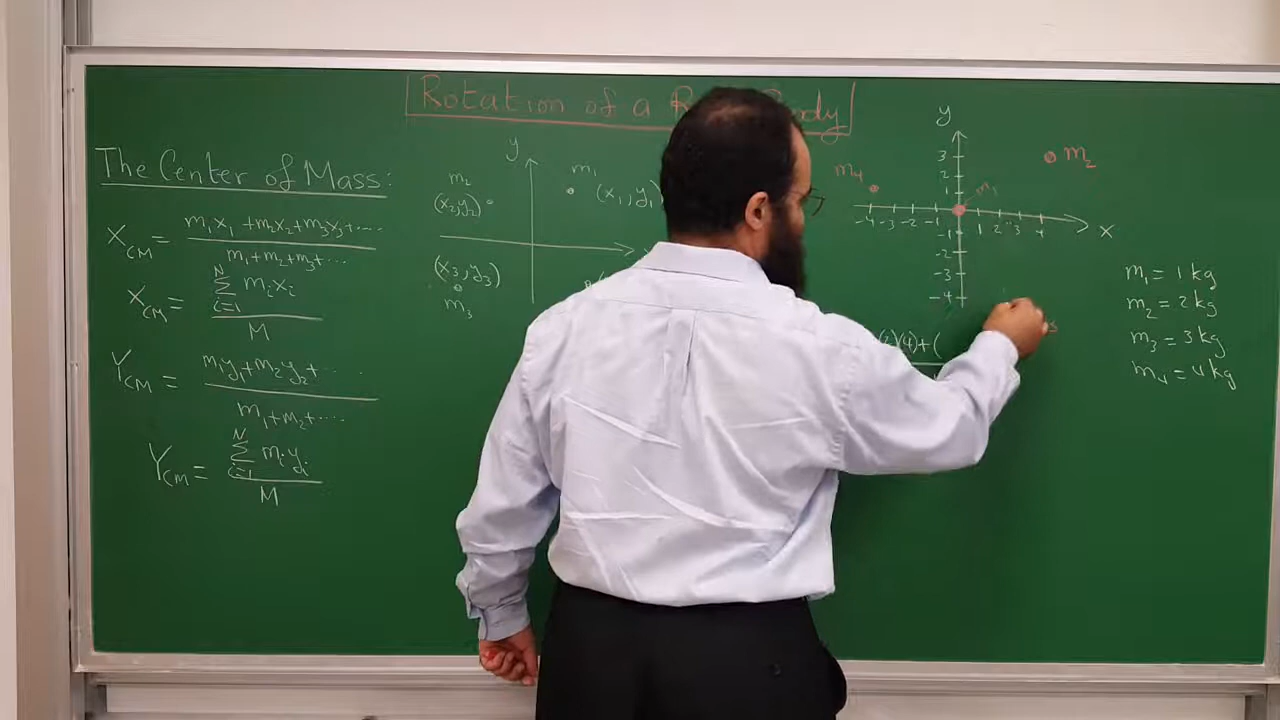 Rotation of a R dy
The Center of Mass:
X_CM = m₁x₁+m₂x₂+m₃x₃+....
m₁+m₂+m₃+...
X_CM = N Σ i=1 mᵢxᵢ
M
Y_CM = m₁y₁+m₂y₂+...
m₁+m₂+....
Y_CM = N Σ i=1 mᵢyᵢ
M
y
m₁
(x₁,y₁
m₂
(x₂,y₂)
(x₃,y₃)
m₃
y
3
2
1
m₂
m₄
m₁
-4 -3 -2 -1 1 2 3 4
x
-1
-2
-3
-4
)(4)+(
m₁ = 1 kg
m₂ = 2 kg
m₃ = 3 kg
m₄ = 4 kg